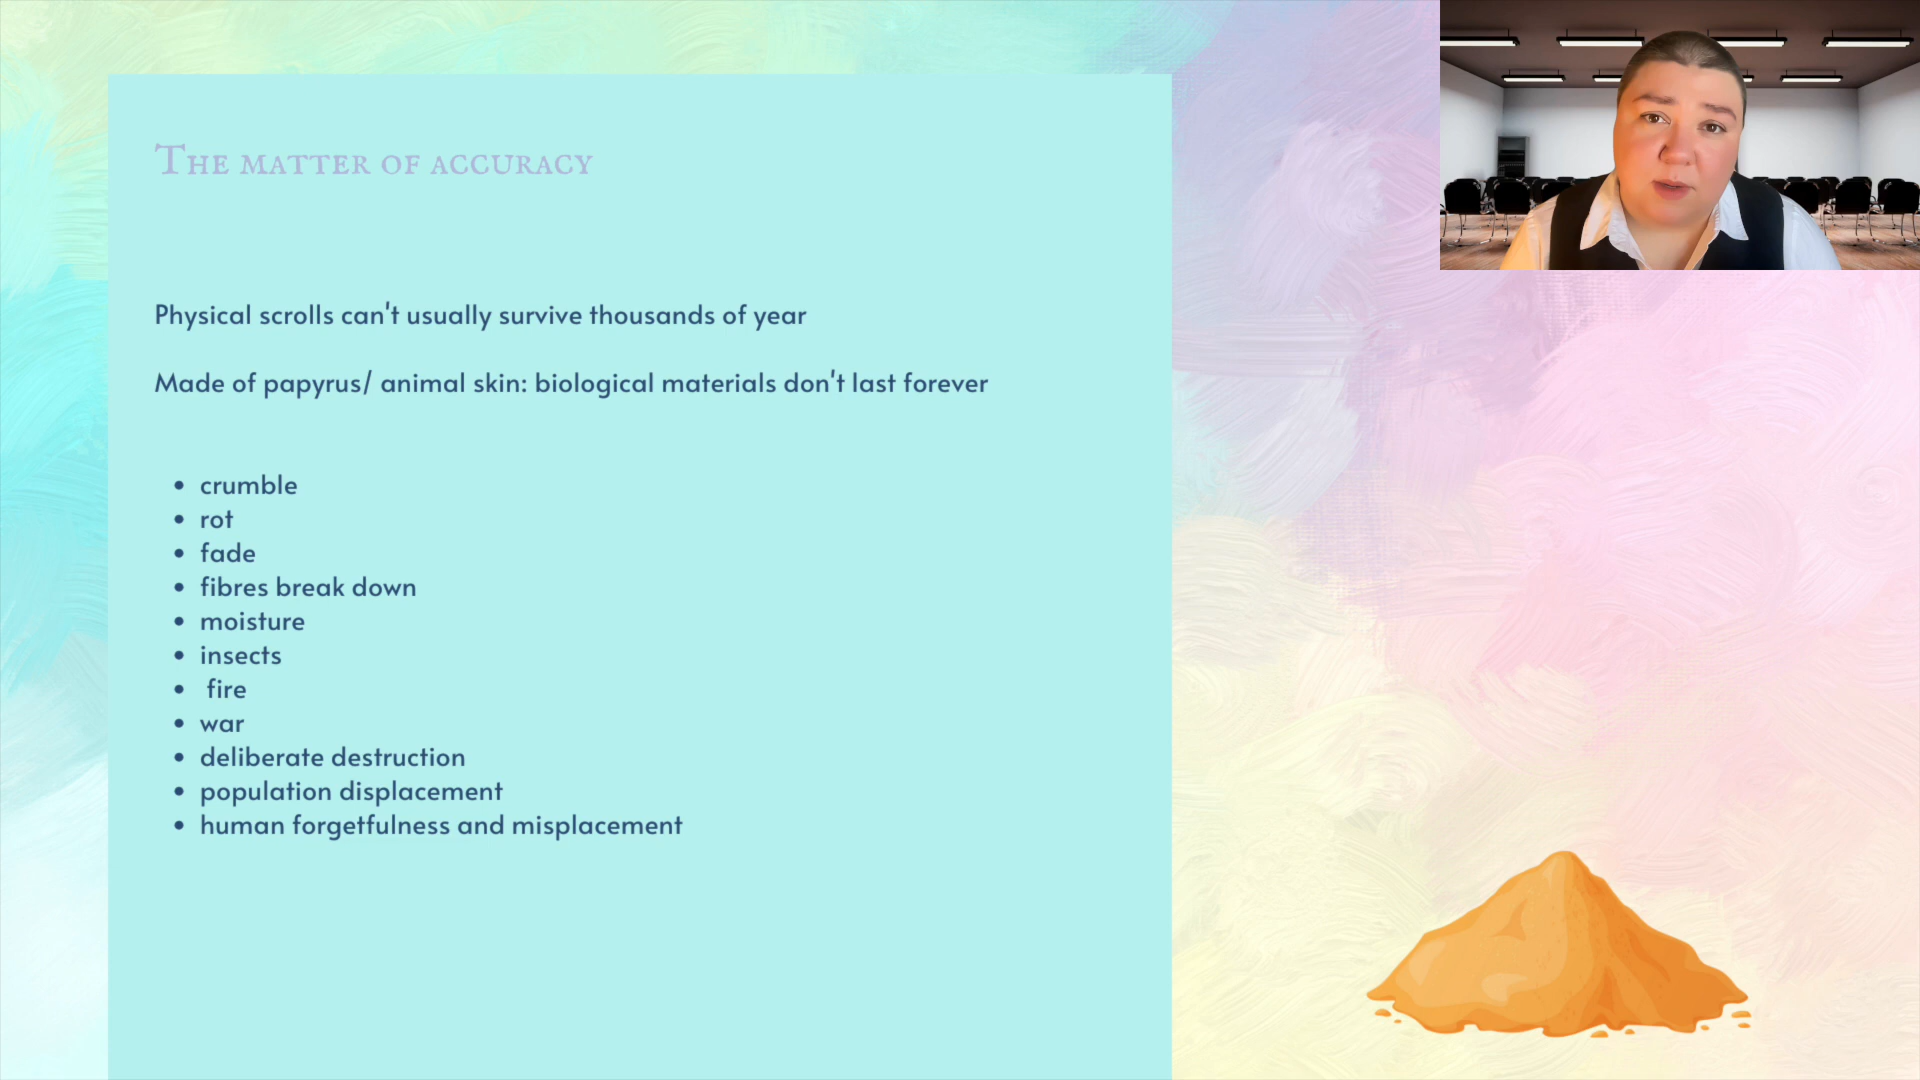 The matter of accuracy
Physical scrolls can't usually survive thousands of year
Made of papyrus/ animal skin: biological materials don't last forever
• crumble
• rot
• fade
• fibres break down
• moisture
• insects
• fire
• war
• deliberate destruction
• population displacement
• human forgetfulness and misplacement